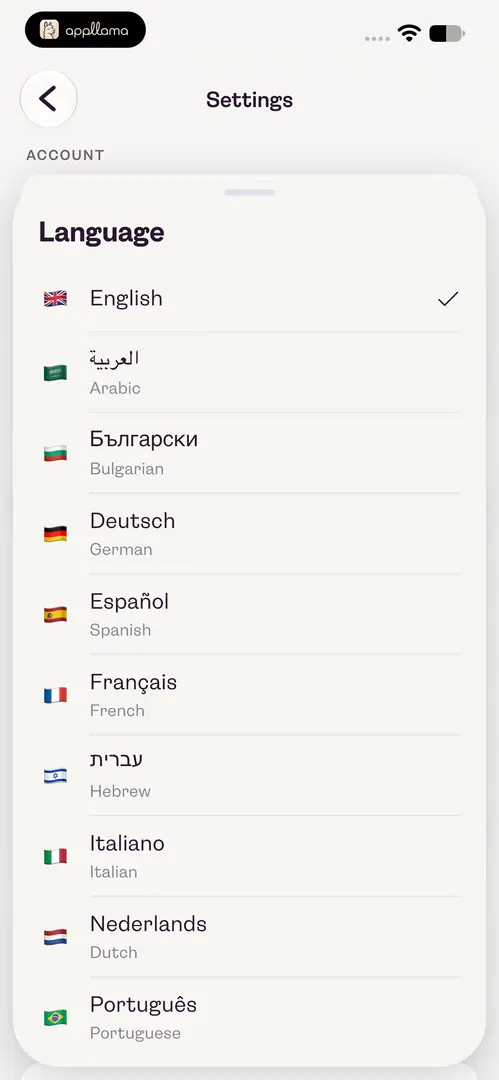 appllama
Settings
ACCOUNT
Language
English
العربية
Arabic
Български
Bulgarian
Deutsch
German
Español
Spanish
Français
French
עברית
Hebrew
Italiano
Italian
Nederlands
Dutch
Português
Portuguese